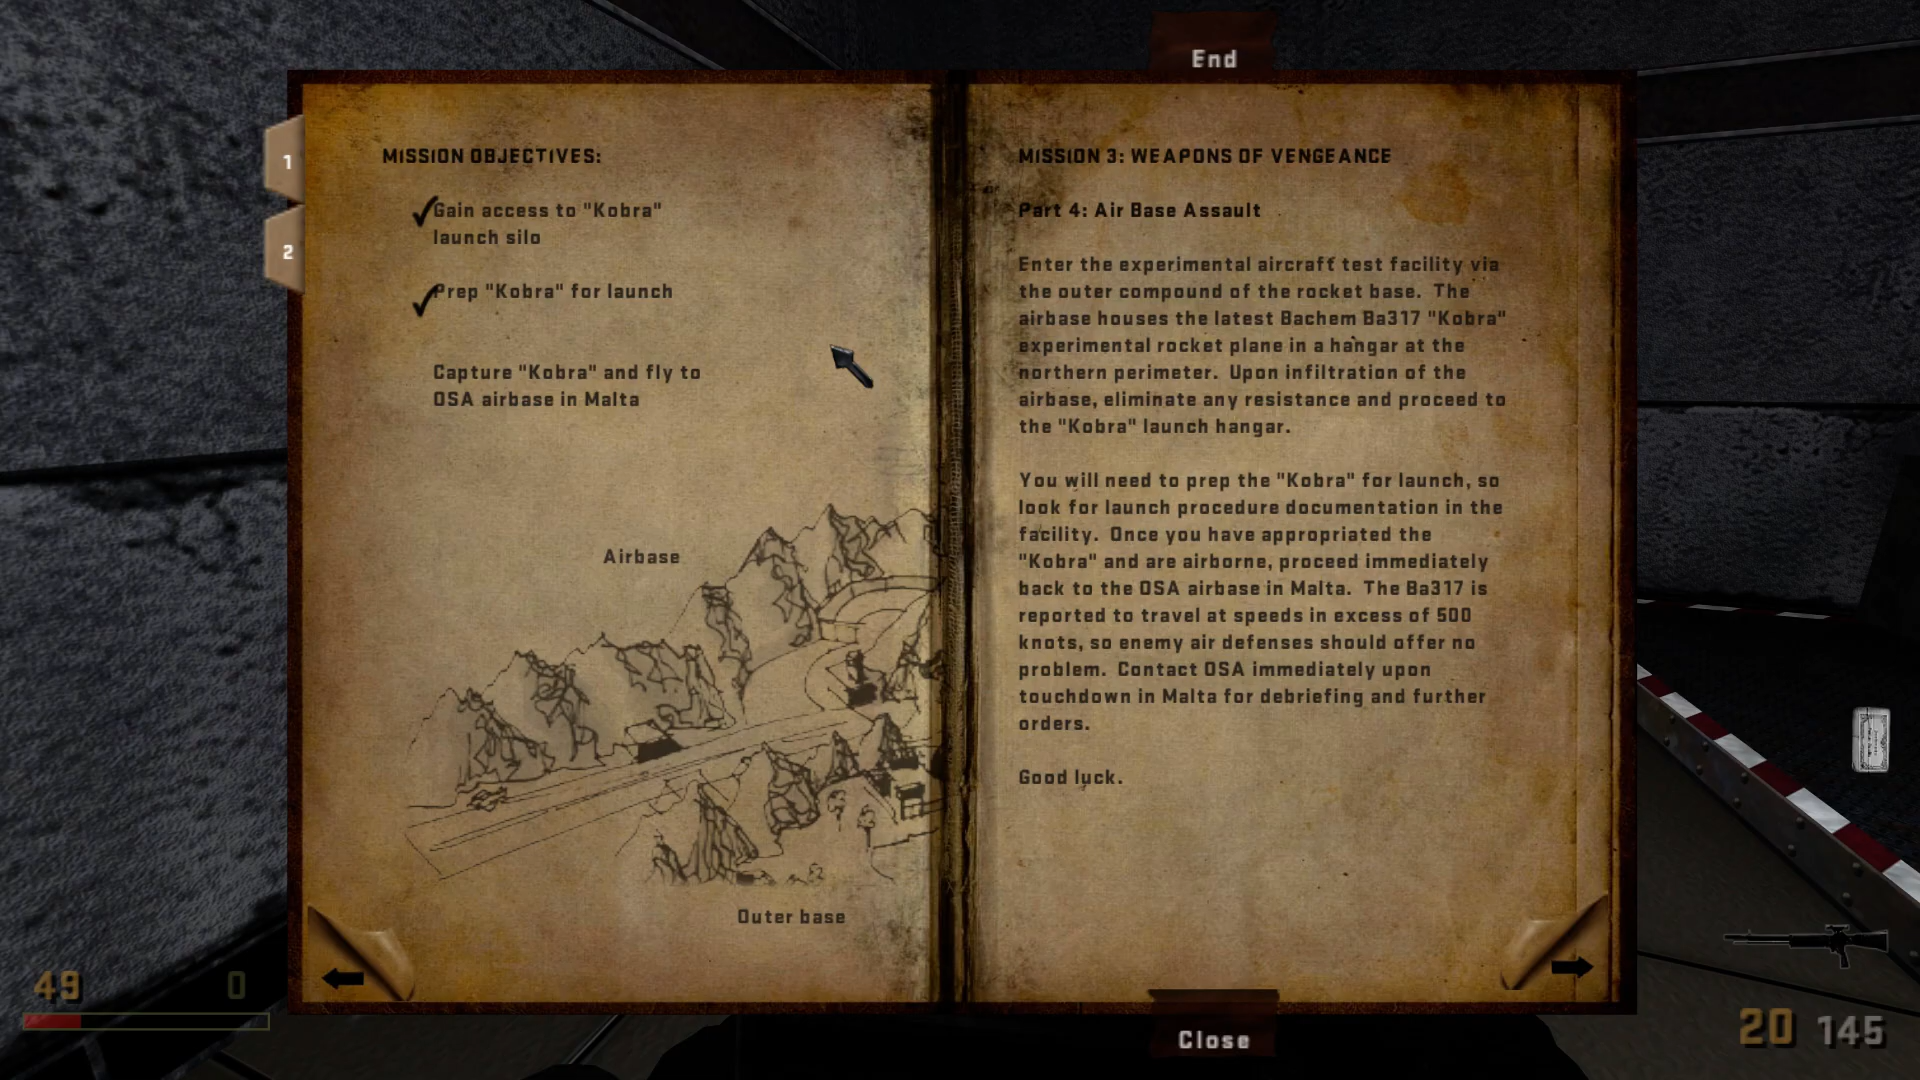 End
1
2
MISSION OBJECTIVES:
Gain access to "Kobra"
launch silo
Prep "Kobra" for launch
Capture "Kobra" and fly to
OSA airbase in Malta
Airbase
Outer base
MISSION 3: WEAPONS OF VENGEANCE
Part 4: Air Base Assault
Enter the experimental aircraft test facility via
the outer compound of the rocket base. The
airbase houses the latest Bachem Ba317 "Kobra"
experimental rocket plane in a hangar at the
northern perimeter. Upon infiltration of the
airbase, eliminate any resistance and proceed to
the "Kobra" launch hangar.
You will need to prep the "Kobra" for launch, so
look for launch procedure documentation in the
facility. Once you have appropriated the
"Kobra" and are airborne, proceed immediately
back to the OSA airbase in Malta. The Ba317 is
reported to travel at speeds in excess of 500
knots, so enemy air defenses should offer no
problem. Contact OSA immediately upon
touchdown in Malta for debriefing and further
orders.
Good luck.
Close
49 0
20 145